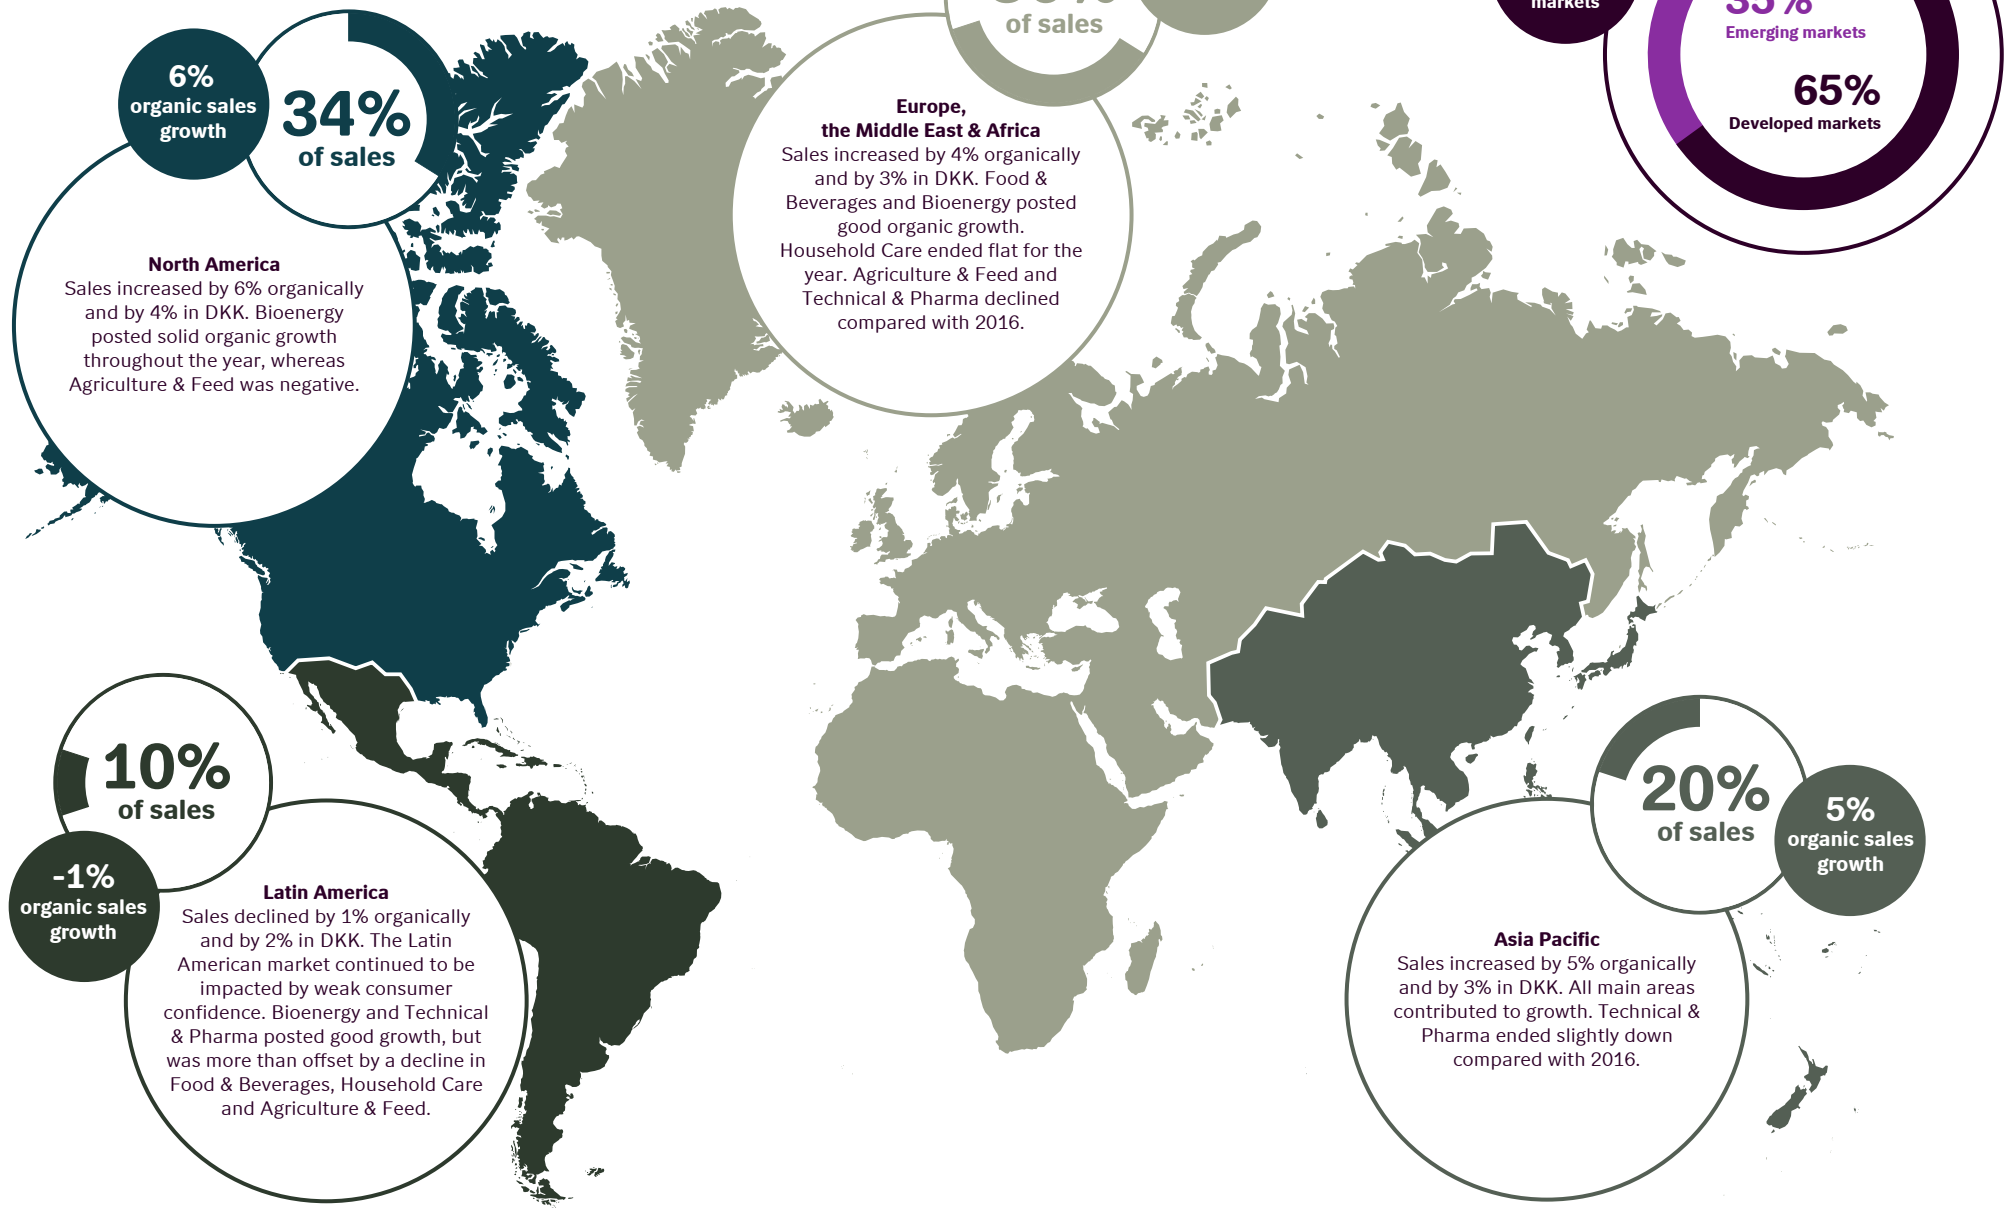 6%
organic sales
growth
34%
of sales
North America
Sales increased by 6% organically
and by 4% in DKK. Bioenergy
posted solid organic growth
throughout the year, whereas
Agriculture & Feed was negative.
of sales
Europe,
the Middle East & Africa
Sales increased by 4% organically
and by 3% in DKK. Food &
Beverages and Bioenergy posted
good organic growth.
Household Care ended flat for the
year. Agriculture & Feed and
Technical & Pharma declined
compared with 2016.
markets
35%
Emerging markets
65%
Developed markets
10%
of sales
-1%
organic sales
growth
Latin America
Sales declined by 1% organically
and by 2% in DKK. The Latin
American market continued to be
impacted by weak consumer
confidence. Bioenergy and Technical
& Pharma posted good growth, but
was more than offset by a decline in
Food & Beverages, Household Care
and Agriculture & Feed.
20%
of sales
5%
organic sales
growth
Asia Pacific
Sales increased by 5% organically
and by 3% in DKK. All main areas
contributed to growth. Technical &
Pharma ended slightly down
compared with 2016.